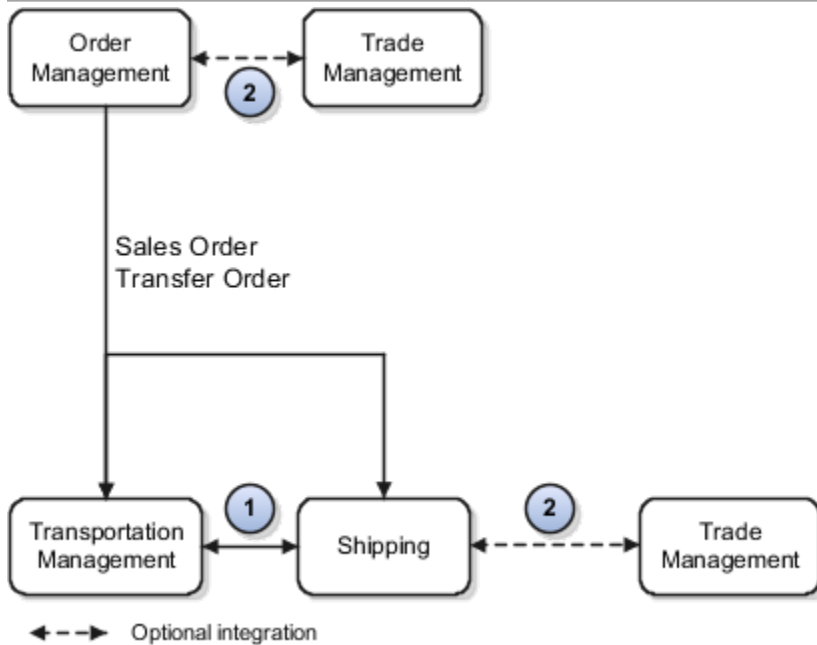 Order
Management
Trade
Management
2
Sales Order
Transfer Order
1
2
Transportation
Management
Shipping
Trade
Management
Optional integration